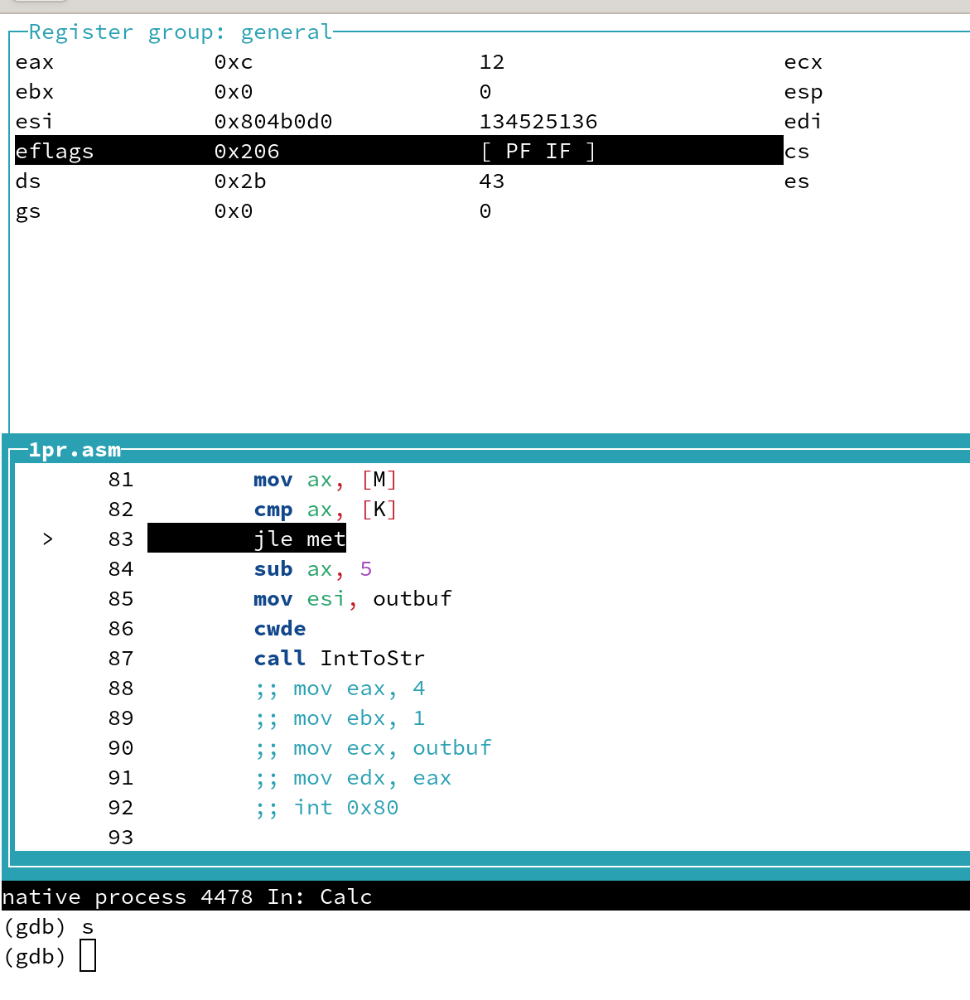 Register group: general
eax 0xc 12 ecx
ebx 0x0 0 esp
esi 0x804b0d0 134525136 edi
eflags 0x206 [ PF IF ] cs
ds 0x2b 43 es
gs 0x0 0
1pr.asm
81 mov ax, [M]
82 cmp ax, [K]
> 83 jle met
84 sub ax, 5
85 mov esi, outbuf
86 cwde
87 call IntToStr
88 ;; mov eax, 4
89 ;; mov ebx, 1
90 ;; mov ecx, outbuf
91 ;; mov edx, eax
92 ;; int 0x80
93
native process 4478 In: Calc
(gdb) s
(gdb)